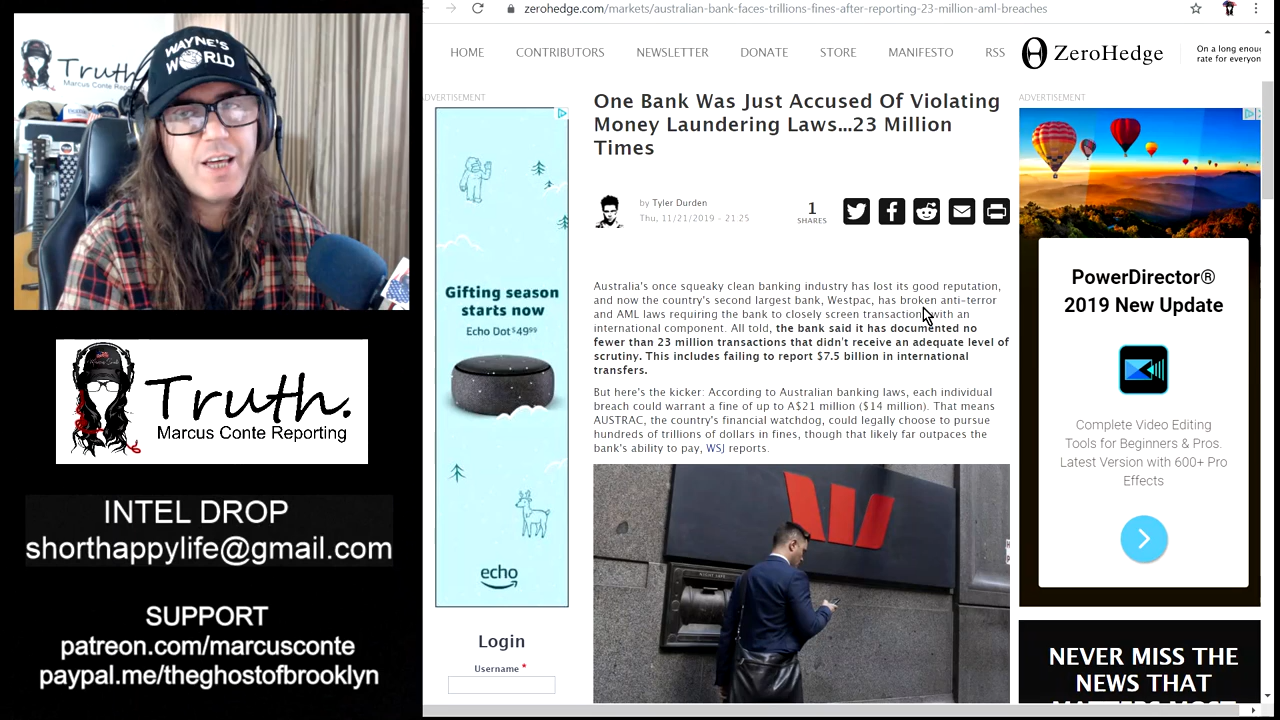 WAYNE'S
WORLD
Truth.
Marcus Conte Reporting
Truth.
Marcus Conte Reporting
INTEL DROP
shorthappylife@gmail.com
SUPPORT
patreon.com/marcusconte
paypal.me/theghostofbrooklyn
zerohedge.com/markets/australian-bank-faces-trillions-fines-after-reporting-23-million-aml-breaches
HOME CONTRIBUTORS NEWSLETTER DONATE STORE MANIFESTO RSS
ZeroHedge
On a long enoug
rate for everyon
ADVERTISEMENT
Gifting season
starts now
Echo Dot $49⁹⁹
echo
Login
Username *
One Bank Was Just Accused Of Violating
Money Laundering Laws...23 Million
Times
by Tyler Durden
Thu, 11/21/2019 - 21:25
1
SHARES
Australia's once squeaky clean banking industry has lost its good reputation,
and now the country's second largest bank, Westpac, has broken anti-terror
and AML laws requiring the bank to closely screen transactions with an
international component. All told, the bank said it has documented no
fewer than 23 million transactions that didn't receive an adequate level of
scrutiny. This includes failing to report $7.5 billion in international
transfers.
But here's the kicker: According to Australian banking laws, each individual
breach could warrant a fine of up to A$21 million ($14 million). That means
AUSTRAC, the country's financial watchdog, could legally choose to pursue
hundreds of trillions of dollars in fines, though that likely far outpaces the
bank's ability to pay, WSJ reports.
ADVERTISEMENT
PowerDirector®
2019 New Update
Complete Video Editing
Tools for Beginners & Pros.
Latest Version with 600+ Pro
Effects
NEVER MISS THE
NEWS THAT